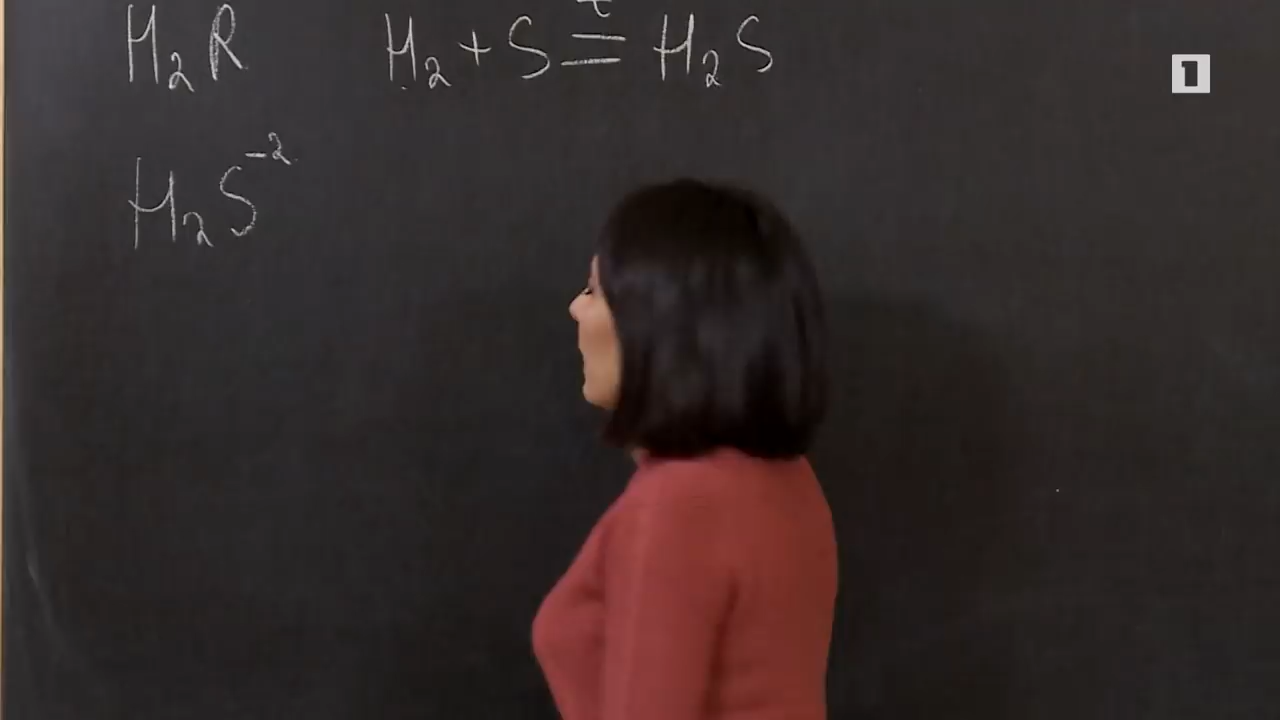 H₂R
H₂ + S =ᵗ H₂S
H₂S⁻²
1